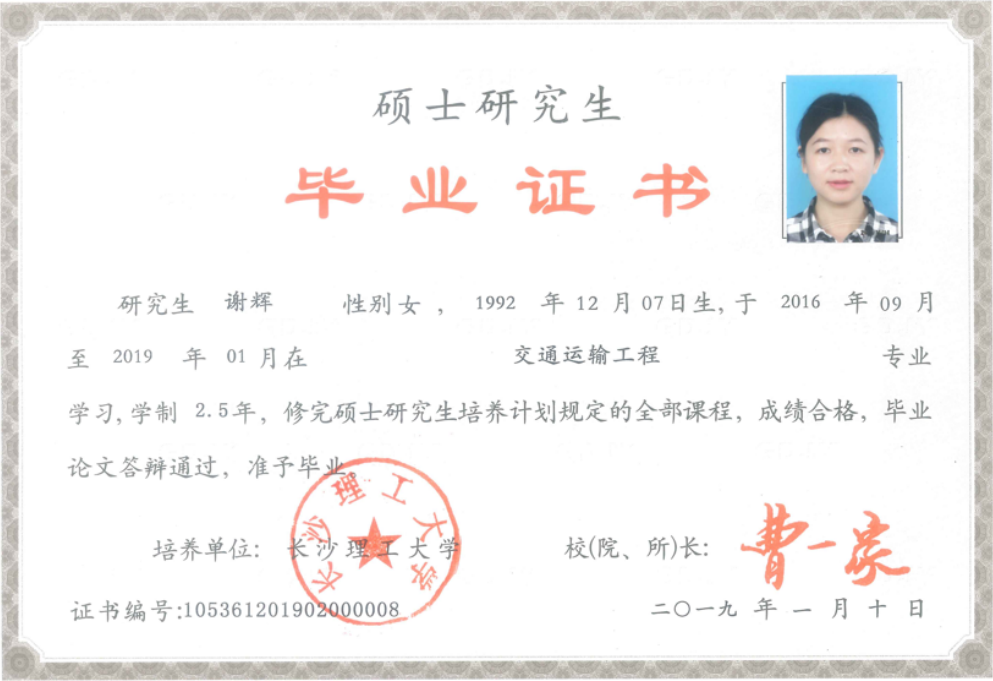 硕士研究生
毕业证书
研究生 谢辉 性别女，1992 年 12 月 07日生,于 2016 年 09 月
至 2019 年 01 月在 交通运输工程 专业
学习,学制 2.5年，修完硕士研究生培养计划规定的全部课程，成绩合格，毕业
论文答辩通过，准予毕业。
长沙理工大学
培养单位: 长沙理工大学 校(院、所)长: 曹一家
证书编号:105361201902000008 二〇一九 年 一 月 十 日